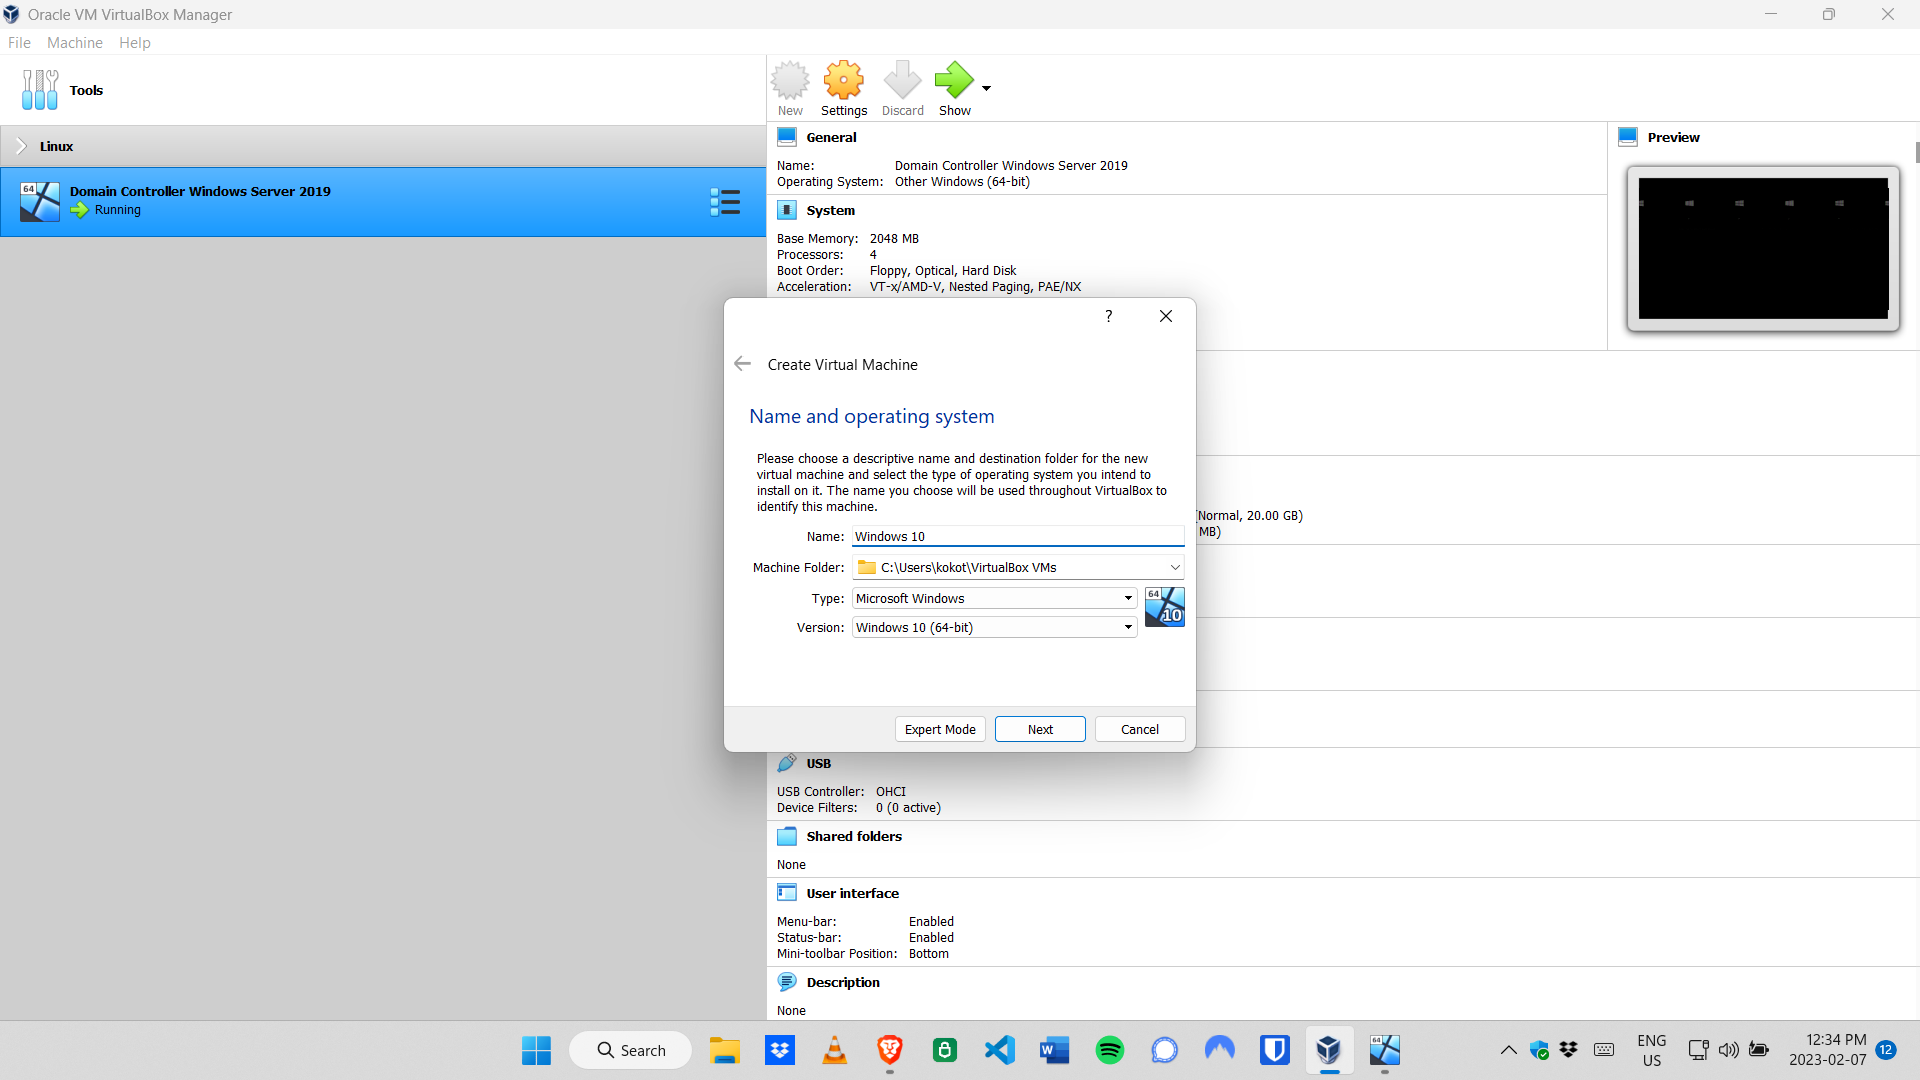 Oracle VM VirtualBox Manager
File Machine Help
Tools
Linux
64
Domain Controller Windows Server 2019
Running
New Settings Discard Show
General
Name: Domain Controller Windows Server 2019
Operating System: Other Windows (64-bit)
Preview
System
Base Memory: 2048 MB
Processors: 4
Boot Order: Floppy, Optical, Hard Disk
Acceleration: VT-x/AMD-V, Nested Paging, PAE/NX
?
Create Virtual Machine
Name and operating system
Please choose a descriptive name and destination folder for the new
virtual machine and select the type of operating system you intend to
install on it. The name you choose will be used throughout VirtualBox to
identify this machine.
Name: Windows 10
Machine Folder: C:\Users\kokot\VirtualBox VMs
Type: Microsoft Windows
Version: Windows 10 (64-bit)
64
10
Expert Mode Next Cancel
(Normal, 20.00 GB)
MB)
USB
USB Controller: OHCI
Device Filters: 0 (0 active)
Shared folders
None
User interface
Menu-bar: Enabled
Status-bar: Enabled
Mini-toolbar Position: Bottom
Description
None
Search
W
64
ENG
US
12:34 PM
2023-02-07
12